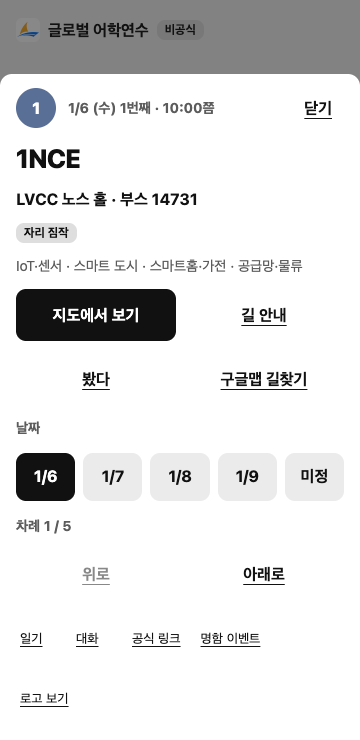 글로벌 어학연수 비공식
1 1/6 (수) 1번째 · 10:00쯤 닫기
1NCE
LVCC 노스 홀 · 부스 14731
자리 짐작
IoT·센서 · 스마트 도시 · 스마트홈·가전 · 공급망·물류
지도에서 보기 길 안내
봤다 구글맵 길찾기
날짜
1/6 1/7 1/8 1/9 미정
차례 1 / 5
위로 아래로
일기 대화 공식 링크 명함 이벤트
로고 보기